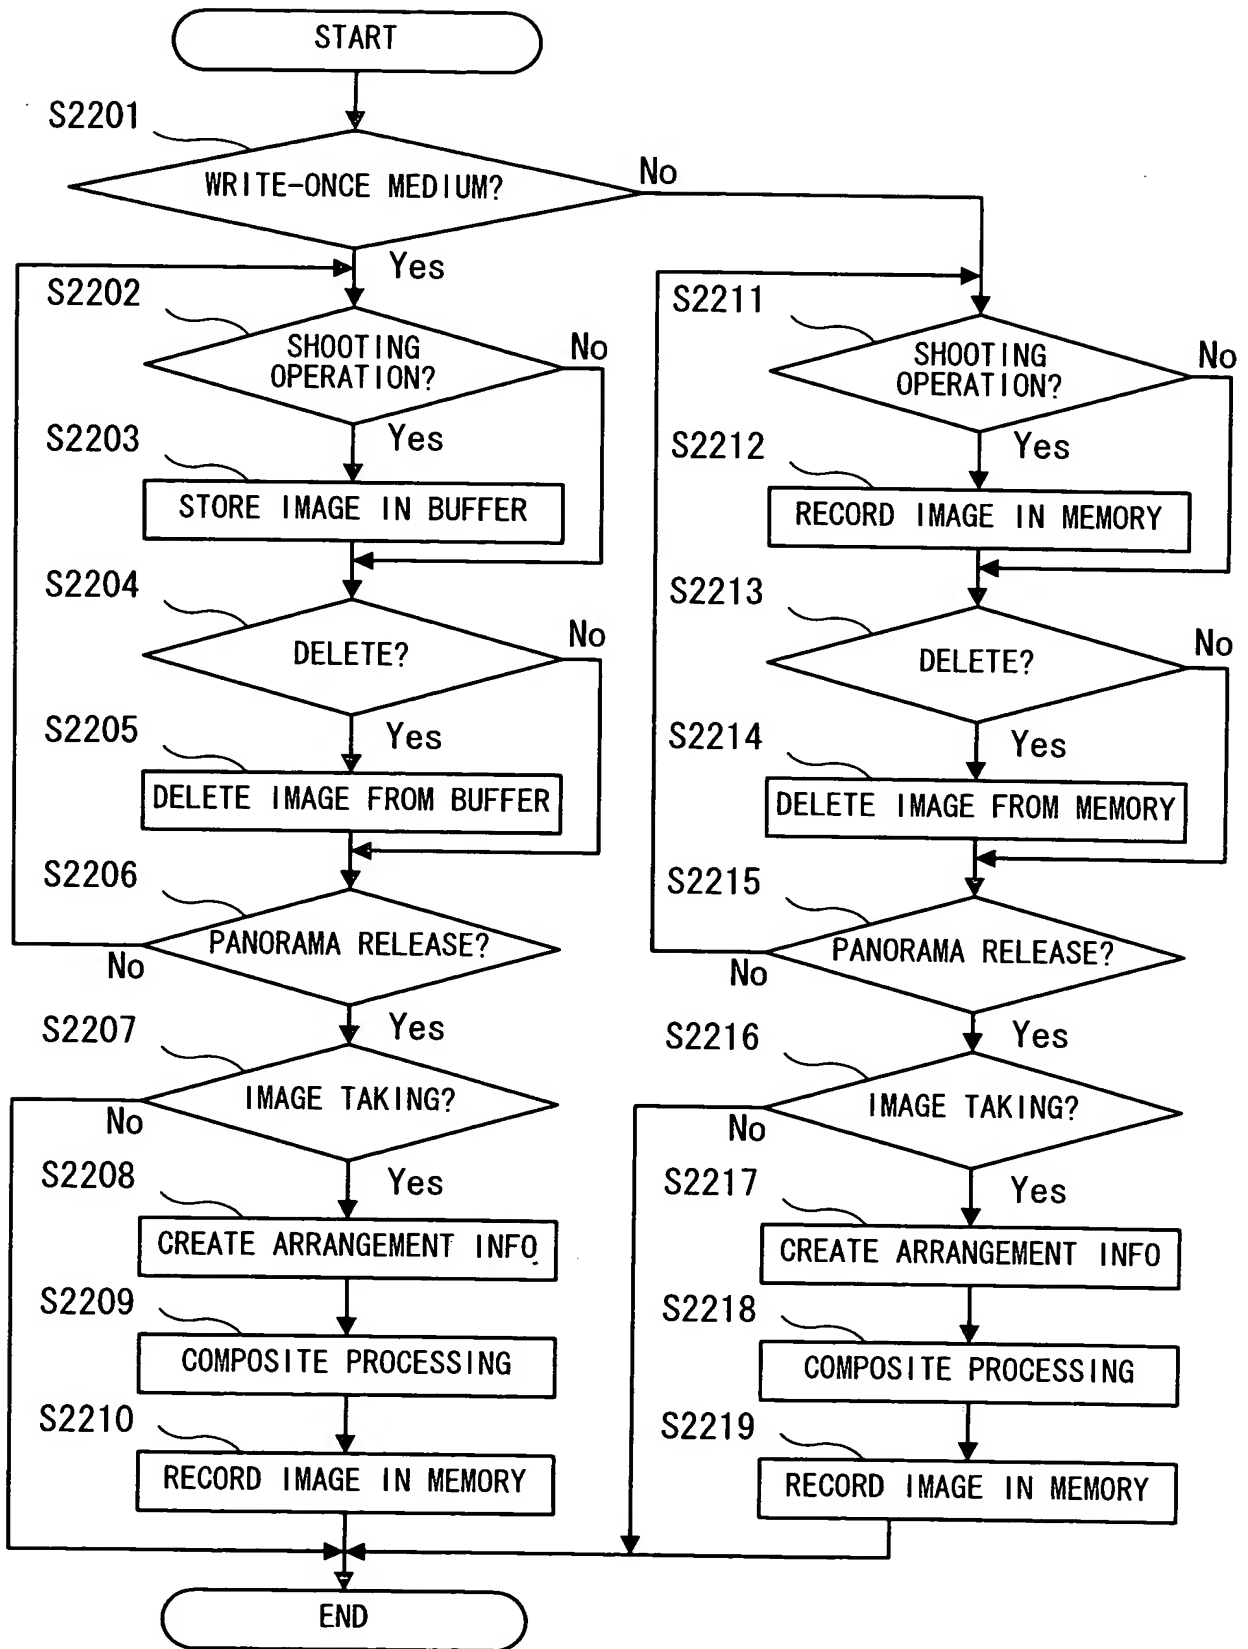 START
S2201
WRITE-ONCE MEDIUM?
No
Yes
S2202
SHOOTING
OPERATION?
No
Yes
S2203
STORE IMAGE IN BUFFER
S2204
DELETE?
No
Yes
S2205
DELETE IMAGE FROM BUFFER
S2206
PANORAMA RELEASE?
No
Yes
S2207
IMAGE TAKING?
No
Yes
S2208
CREATE ARRANGEMENT INFO
S2209
COMPOSITE PROCESSING
S2210
RECORD IMAGE IN MEMORY
S2211
SHOOTING
OPERATION?
No
Yes
S2212
RECORD IMAGE IN MEMORY
S2213
DELETE?
No
Yes
S2214
DELETE IMAGE FROM MEMORY
S2215
PANORAMA RELEASE?
No
Yes
S2216
IMAGE TAKING?
No
Yes
S2217
CREATE ARRANGEMENT INFO
S2218
COMPOSITE PROCESSING
S2219
RECORD IMAGE IN MEMORY
END